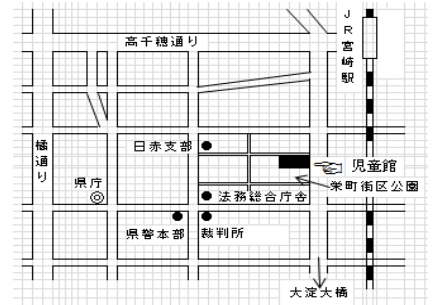 JR宮崎駅
高千穂通り
橘通り
日赤支部
児童館
栄町街区公園
県庁
法務総合庁舎
県警本部
裁判所
大淀大橋